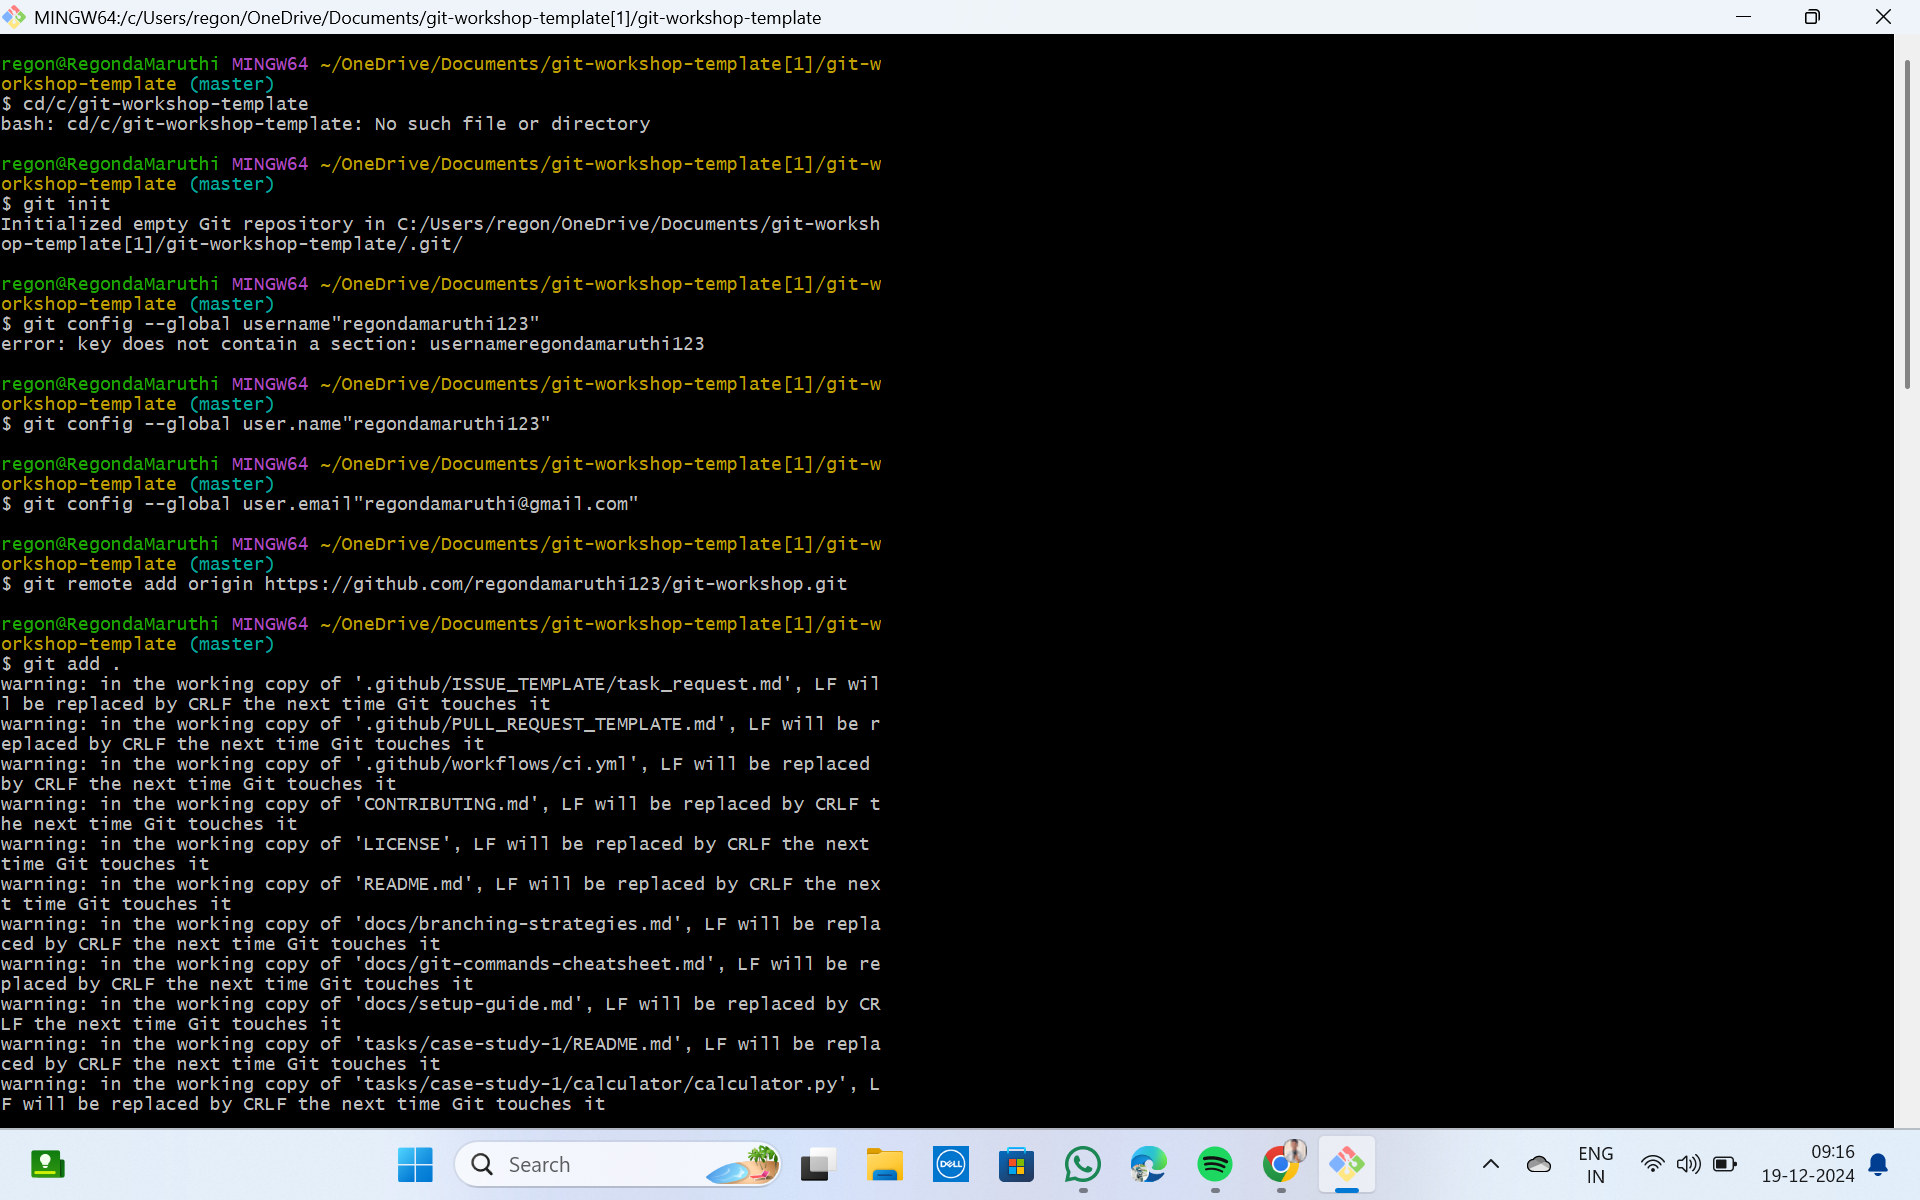 MINGW64:/c/Users/regon/OneDrive/Documents/git-workshop-template[1]/git-workshop-template
regon@RegondaMaruthi MINGW64 ~/OneDrive/Documents/git-workshop-template[1]/git-w
orkshop-template (master)
$ cd/c/git-workshop-template
bash: cd/c/git-workshop-template: No such file or directory
regon@RegondaMaruthi MINGW64 ~/OneDrive/Documents/git-workshop-template[1]/git-w
orkshop-template (master)
$ git init
Initialized empty Git repository in C:/Users/regon/OneDrive/Documents/git-worksh
op-template[1]/git-workshop-template/.git/
regon@RegondaMaruthi MINGW64 ~/OneDrive/Documents/git-workshop-template[1]/git-w
orkshop-template (master)
$ git config --global username"regondamaruthi123"
error: key does not contain a section: usernameregondamaruthi123
regon@RegondaMaruthi MINGW64 ~/OneDrive/Documents/git-workshop-template[1]/git-w
orkshop-template (master)
$ git config --global user.name"regondamaruthi123"
regon@RegondaMaruthi MINGW64 ~/OneDrive/Documents/git-workshop-template[1]/git-w
orkshop-template (master)
$ git config --global user.email"regondamaruthi@gmail.com"
regon@RegondaMaruthi MINGW64 ~/OneDrive/Documents/git-workshop-template[1]/git-w
orkshop-template (master)
$ git remote add origin https://github.com/regondamaruthi123/git-workshop.git
regon@RegondaMaruthi MINGW64 ~/OneDrive/Documents/git-workshop-template[1]/git-w
orkshop-template (master)
$ git add .
warning: in the working copy of '.github/ISSUE_TEMPLATE/task_request.md', LF wil
l be replaced by CRLF the next time Git touches it
warning: in the working copy of '.github/PULL_REQUEST_TEMPLATE.md', LF will be r
eplaced by CRLF the next time Git touches it
warning: in the working copy of '.github/workflows/ci.yml', LF will be replaced
by CRLF the next time Git touches it
warning: in the working copy of 'CONTRIBUTING.md', LF will be replaced by CRLF t
he next time Git touches it
warning: in the working copy of 'LICENSE', LF will be replaced by CRLF the next
time Git touches it
warning: in the working copy of 'README.md', LF will be replaced by CRLF the nex
t time Git touches it
warning: in the working copy of 'docs/branching-strategies.md', LF will be repla
ced by CRLF the next time Git touches it
warning: in the working copy of 'docs/git-commands-cheatsheet.md', LF will be re
placed by CRLF the next time Git touches it
warning: in the working copy of 'docs/setup-guide.md', LF will be replaced by CR
LF the next time Git touches it
warning: in the working copy of 'tasks/case-study-1/README.md', LF will be repla
ced by CRLF the next time Git touches it
warning: in the working copy of 'tasks/case-study-1/calculator/calculator.py', L
F will be replaced by CRLF the next time Git touches it
Search
DELL
ENG
IN
09:16
19-12-2024